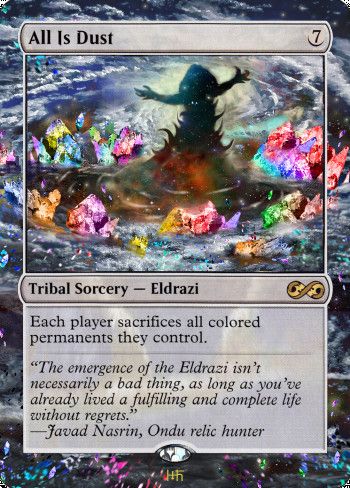 All Is Dust 7
Tribal Sorcery — Eldrazi
Each player sacrifices all colored
permanents they control.
“The emergence of the Eldrazi isn’t
necessarily a bad thing, as long as you’ve
already lived a fulfilling and complete life
without regrets.”
—Javad Nasrin, Ondu relic hunter